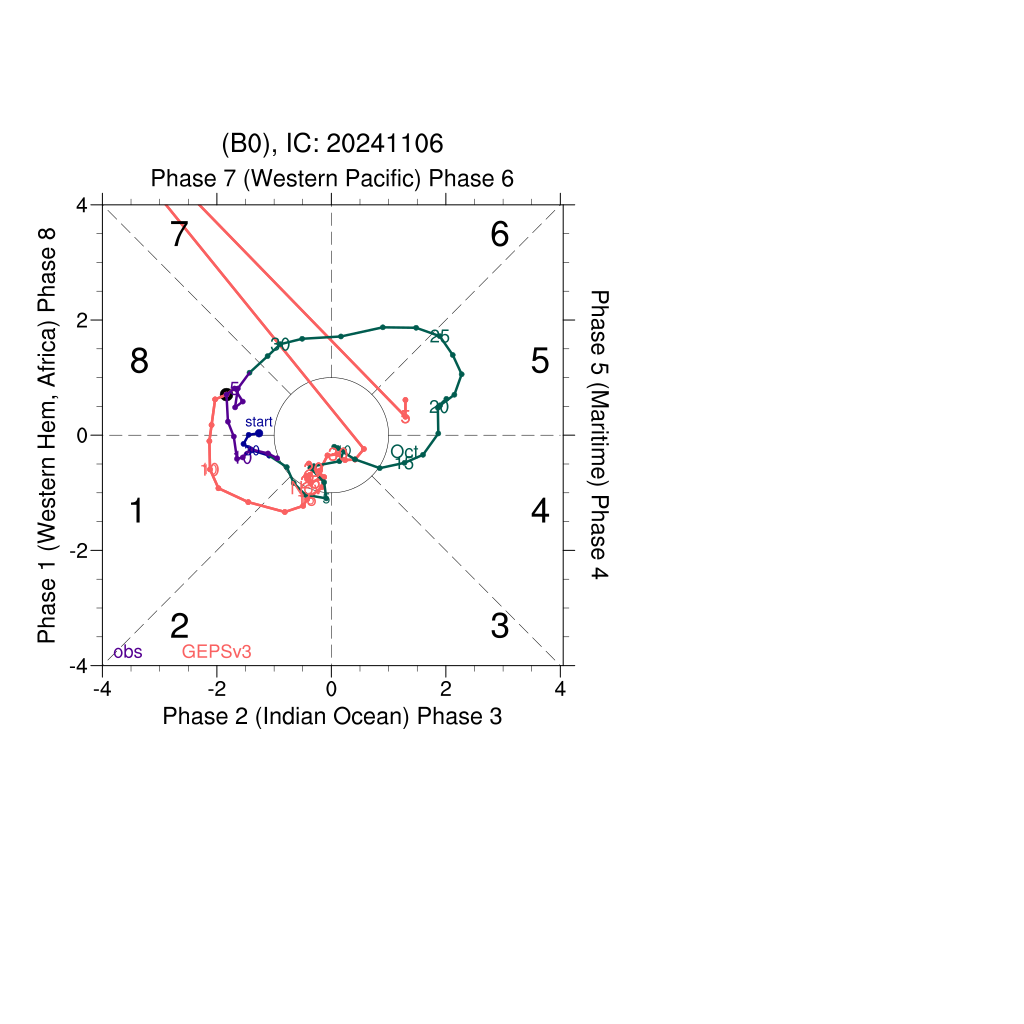 (B0), IC: 20241106
Phase 7 (Western Pacific) Phase 6
Phase 1 (Western Hem, Africa) Phase 8
Phase 5 (Maritime) Phase 4
4
2
0
-2
-4
7
6
8
5
1
4
2
3
30
25
20
15
Oct
5
start
10
5
obs
GEPSv3
-4
-2
0
2
4
Phase 2 (Indian Ocean) Phase 3